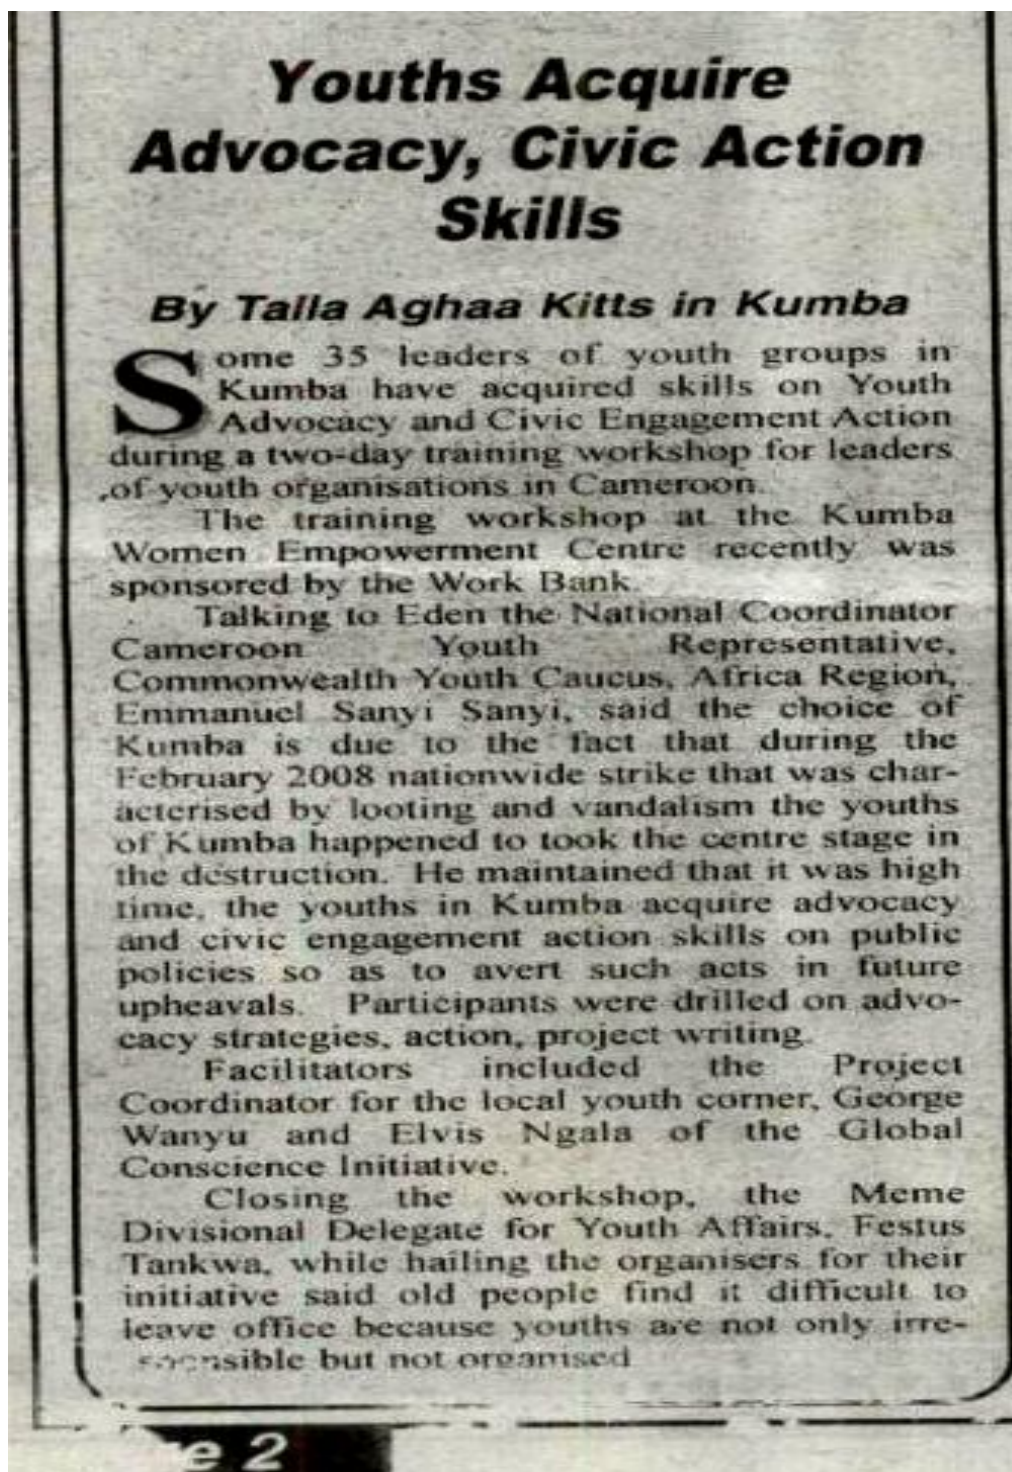 Youths Acquire
Advocacy, Civic Action
Skills
By Talla Aghaa Kitts in Kumba
Some 35 leaders of youth groups in
Kumba have acquired skills on Youth
Advocacy and Civic Engagement Action
during a two-day training workshop for leaders
of youth organisations in Cameroon.
The training workshop at the Kumba
Women Empowerment Centre recently was
sponsored by the Work Bank.
Talking to Eden the National Coordinator
Cameroon Youth Representative,
Commonwealth Youth Caucus, Africa Region,
Emmanuel Sanyi Sanyi, said the choice of
Kumba is due to the fact that during the
February 2008 nationwide strike that was char-
acterised by looting and vandalism the youths
of Kumba happened to took the centre stage in
the destruction. He maintained that it was high
time, the youths in Kumba acquire advocacy
and civic engagement action skills on public
policies so as to avert such acts in future
upheavals. Participants were drilled on advo-
cacy strategies, action, project writing.
Facilitators included the Project
Coordinator for the local youth corner, George
Wanyu and Elvis Ngala of the Global
Conscience Initiative.
Closing the workshop, the Meme
Divisional Delegate for Youth Affairs, Festus
Tankwa, while hailing the organisers for their
initiative said old people find it difficult to
leave office because youths are not only irre-
sponsible but not organised
2